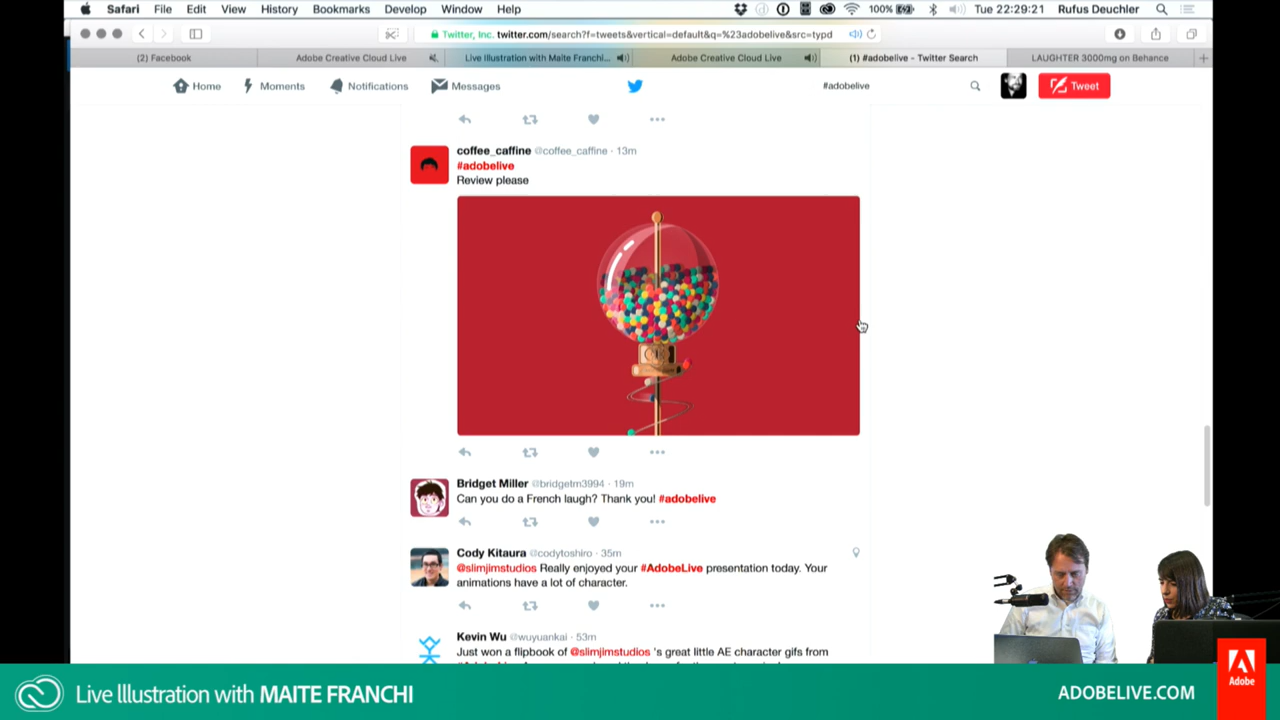 Safari File Edit View History Bookmarks Develop Window Help 100% Tue 22:29:21 Rufus Deuchler
Twitter, Inc. twitter.com/search?f=tweets&vertical=default&q=%23adobelive&src=typd
(2) Facebook Adobe Creative Cloud Live Live Illustration with Maite Franchi... Adobe Creative Cloud Live (1) #adobelive - Twitter Search LAUGHTER 3000mg on Behance
Home Moments Notifications Messages #adobelive Tweet
coffee_caffine @coffee_caffine · 13m
#adobelive
Review please
Bridget Miller @bridgetm3994 · 19m
Can you do a French laugh? Thank you! #adobelive
Cody Kitaura @codytoshiro · 35m
@slimjimstudios Really enjoyed your #AdobeLive presentation today. Your
animations have a lot of character.
Kevin Wu @wuyuankai · 53m
Just won a flipbook of @slimjimstudios 's great little AE character gifs from
Live Illustration with MAITE FRANCHI
ADOBELIVE.COM
Adobe